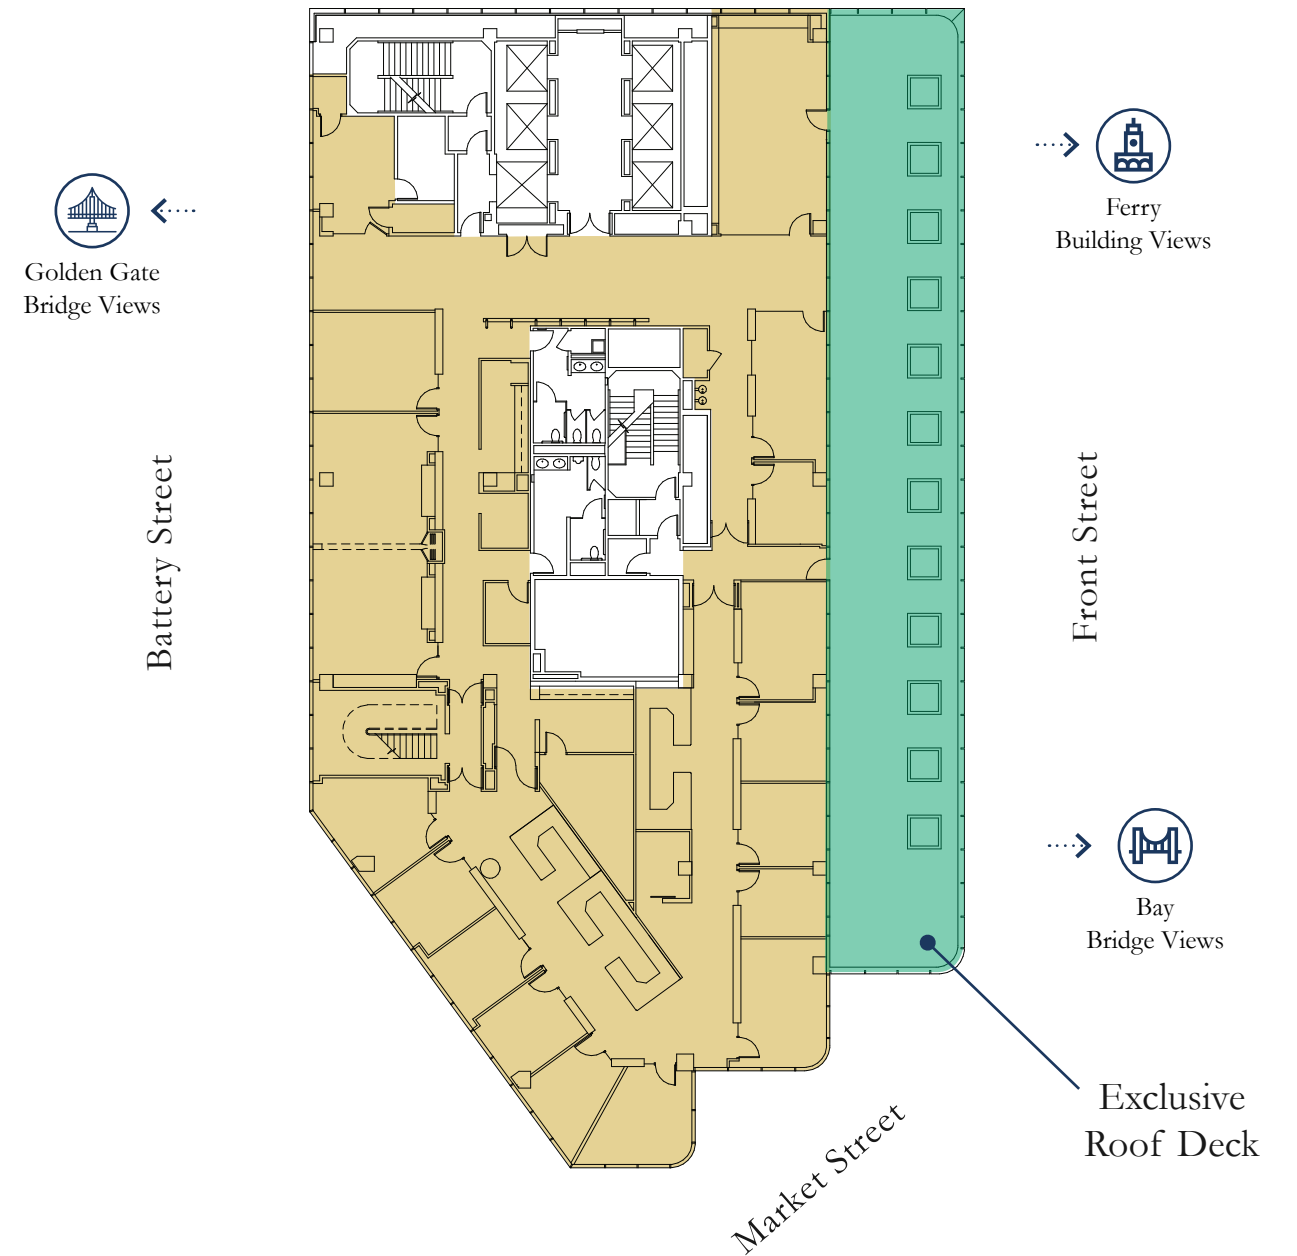 Ferry
Building Views
Golden Gate
Bridge Views
Battery Street
Front Street
Bay
Bridge Views
Exclusive
Roof Deck
Market Street